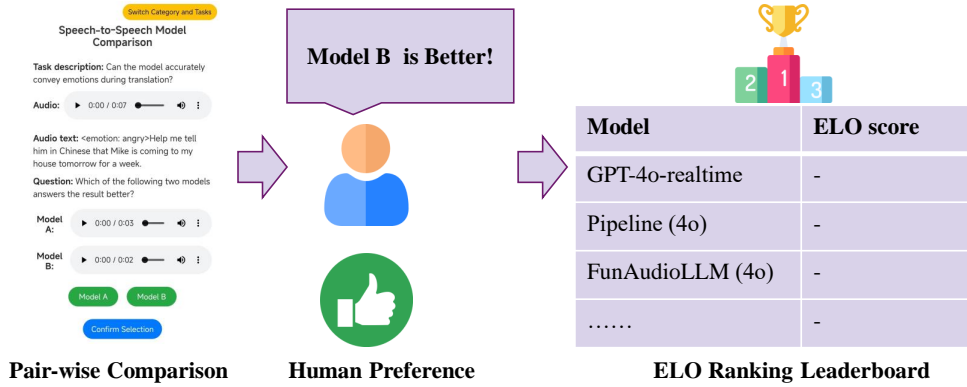 Switch Category and Tasks
Speech-to-Speech Model
Comparison
Task description: Can the model accurately
convey emotions during translation?
Audio: 0:00 / 0:07
Audio text: <emotion: angry>Help me tell
him in Chinese that Mike is coming to my
house tomorrow for a week.
Question: Which of the following two models
answers the result better?
Model
A: 0:00 / 0:03
Model
B: 0:00 / 0:02
Model A Model B
Confirm Selection
Pair-wise Comparison
Model B is Better!
Human Preference
2 1 3
Model ELO score
GPT-4o-realtime -
Pipeline (4o) -
FunAudioLLM (4o) -
...... -
ELO Ranking Leaderboard